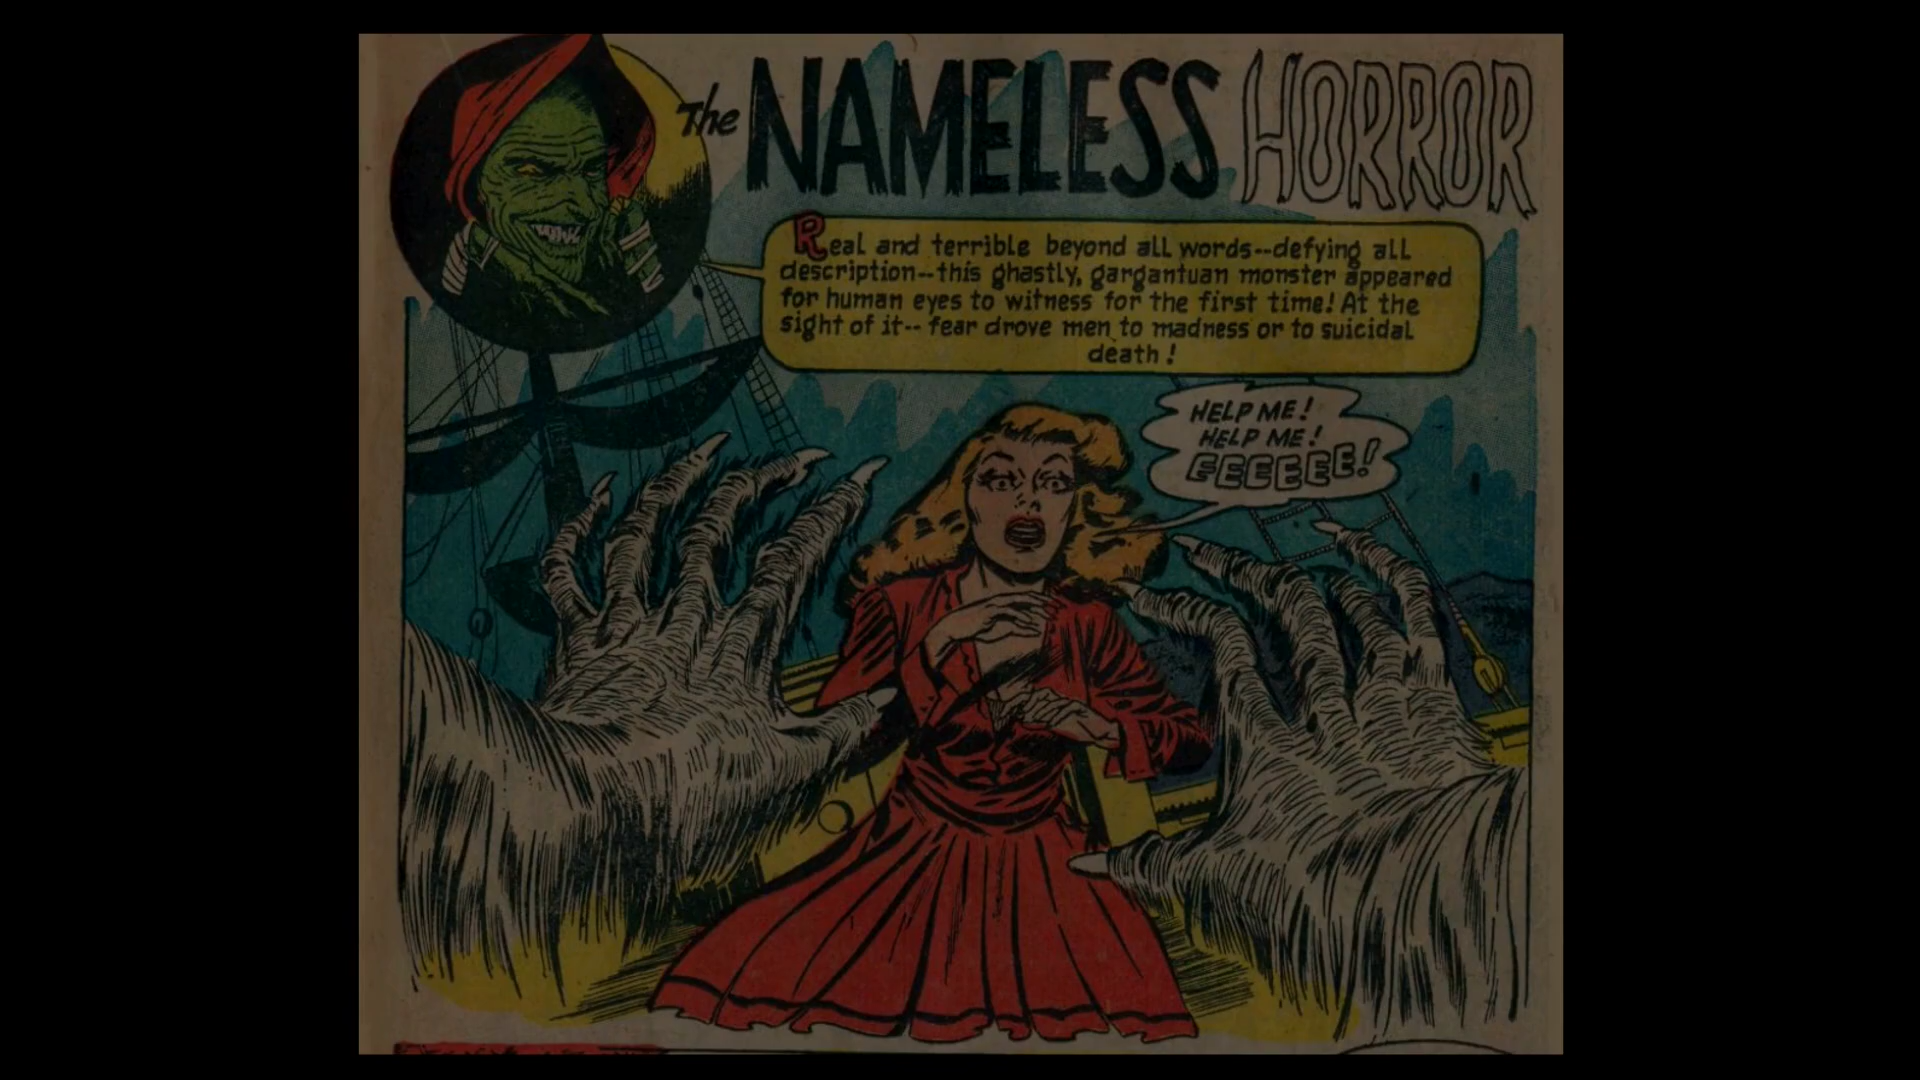 The NAMELESS HORROR
Real and terrible beyond all words--defying all
description--this ghastly, gargantuan monster appeared
for human eyes to witness for the first time! At the
sight of it--fear drove men to madness or to suicidal
death!
HELP ME!
HELP ME!
EEEEEE!